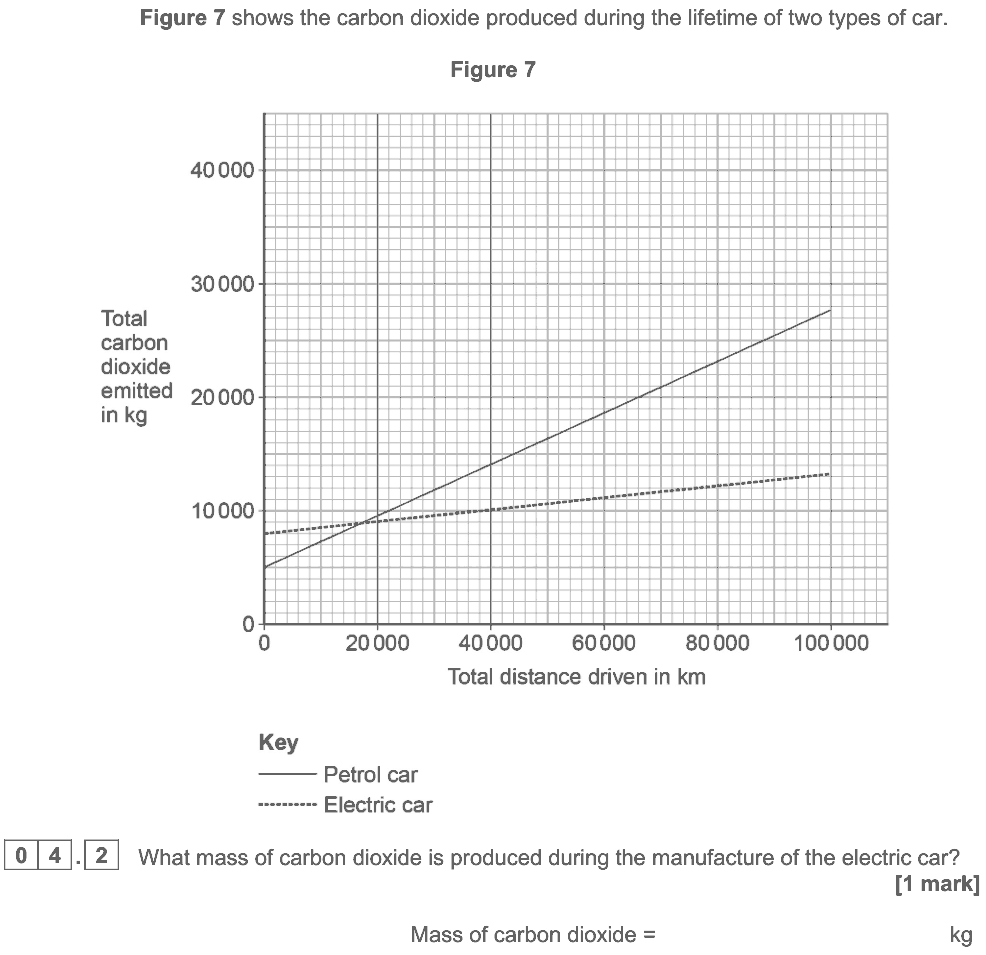 Figure 7 shows the carbon dioxide produced during the lifetime of two types of car.
Figure 7
40 000
30 000
Total
carbon
dioxide
emitted
in kg
20 000
10 000
0
0 20 000 40 000 60 000 80 000 100 000
Total distance driven in km
Key
Petrol car
Electric car
0 4 . 2 What mass of carbon dioxide is produced during the manufacture of the electric car?
[1 mark]
Mass of carbon dioxide = kg